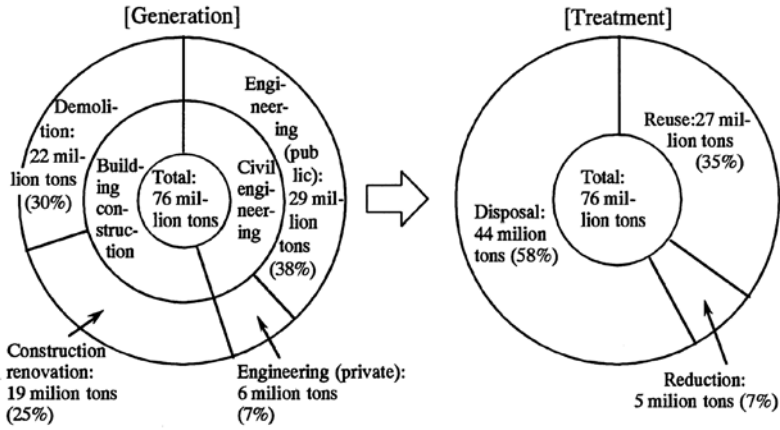 [Generation]
Demoli-
tion:
22 mil-
lion tons
(30%)
Build-
ing
con-
struc-
tion
Total:
76 mil-
lion tons
Civil
engi-
neer-
ing
Engi-
neer-
ing
(pub
lic):
29 mil-
lion
tons
(38%)
Construction
renovation:
19 milion tons
(25%)
Engineering (private):
6 milion tons
(7%)
[Treatment]
Reuse:27 mil-
lion tons
(35%)
Total:
76 mil-
lion tons
Disposal:
44 milion
tons (58%)
Reduction:
5 milion tons (7%)